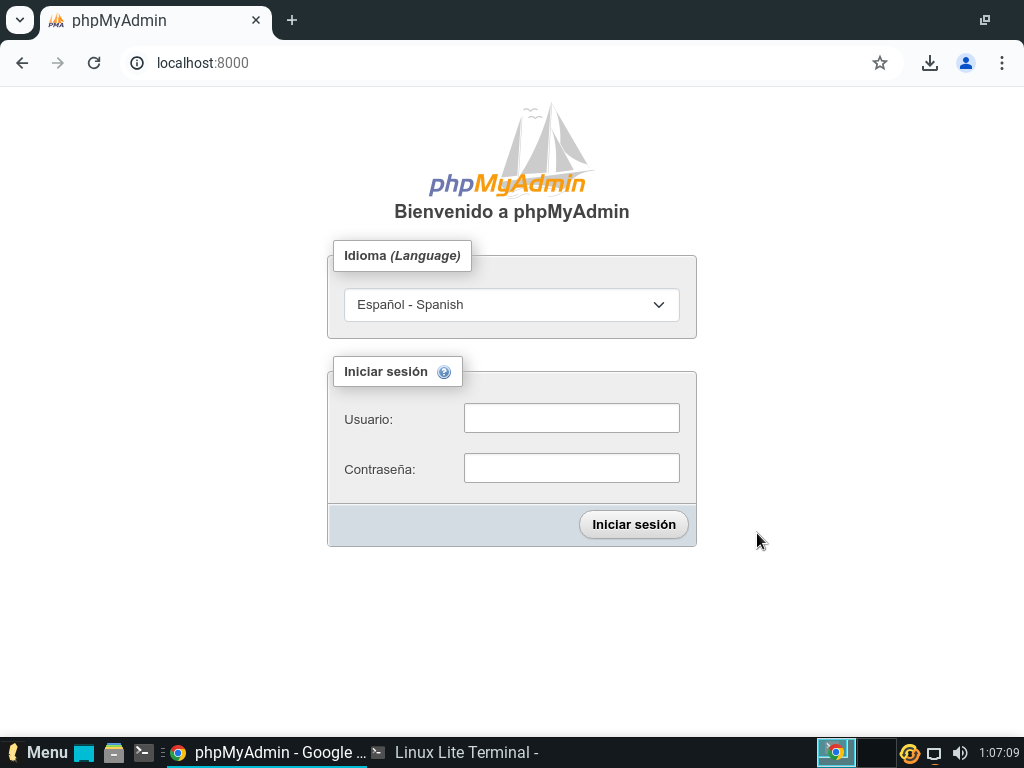 phpMyAdmin
localhost:8000
phpMyAdmin
Bienvenido a phpMyAdmin
Idioma (Language)
Español - Spanish
Iniciar sesión
Usuario:
Contraseña:
Iniciar sesión
Menu phpMyAdmin - Google ... Linux Lite Terminal - 1:07:09